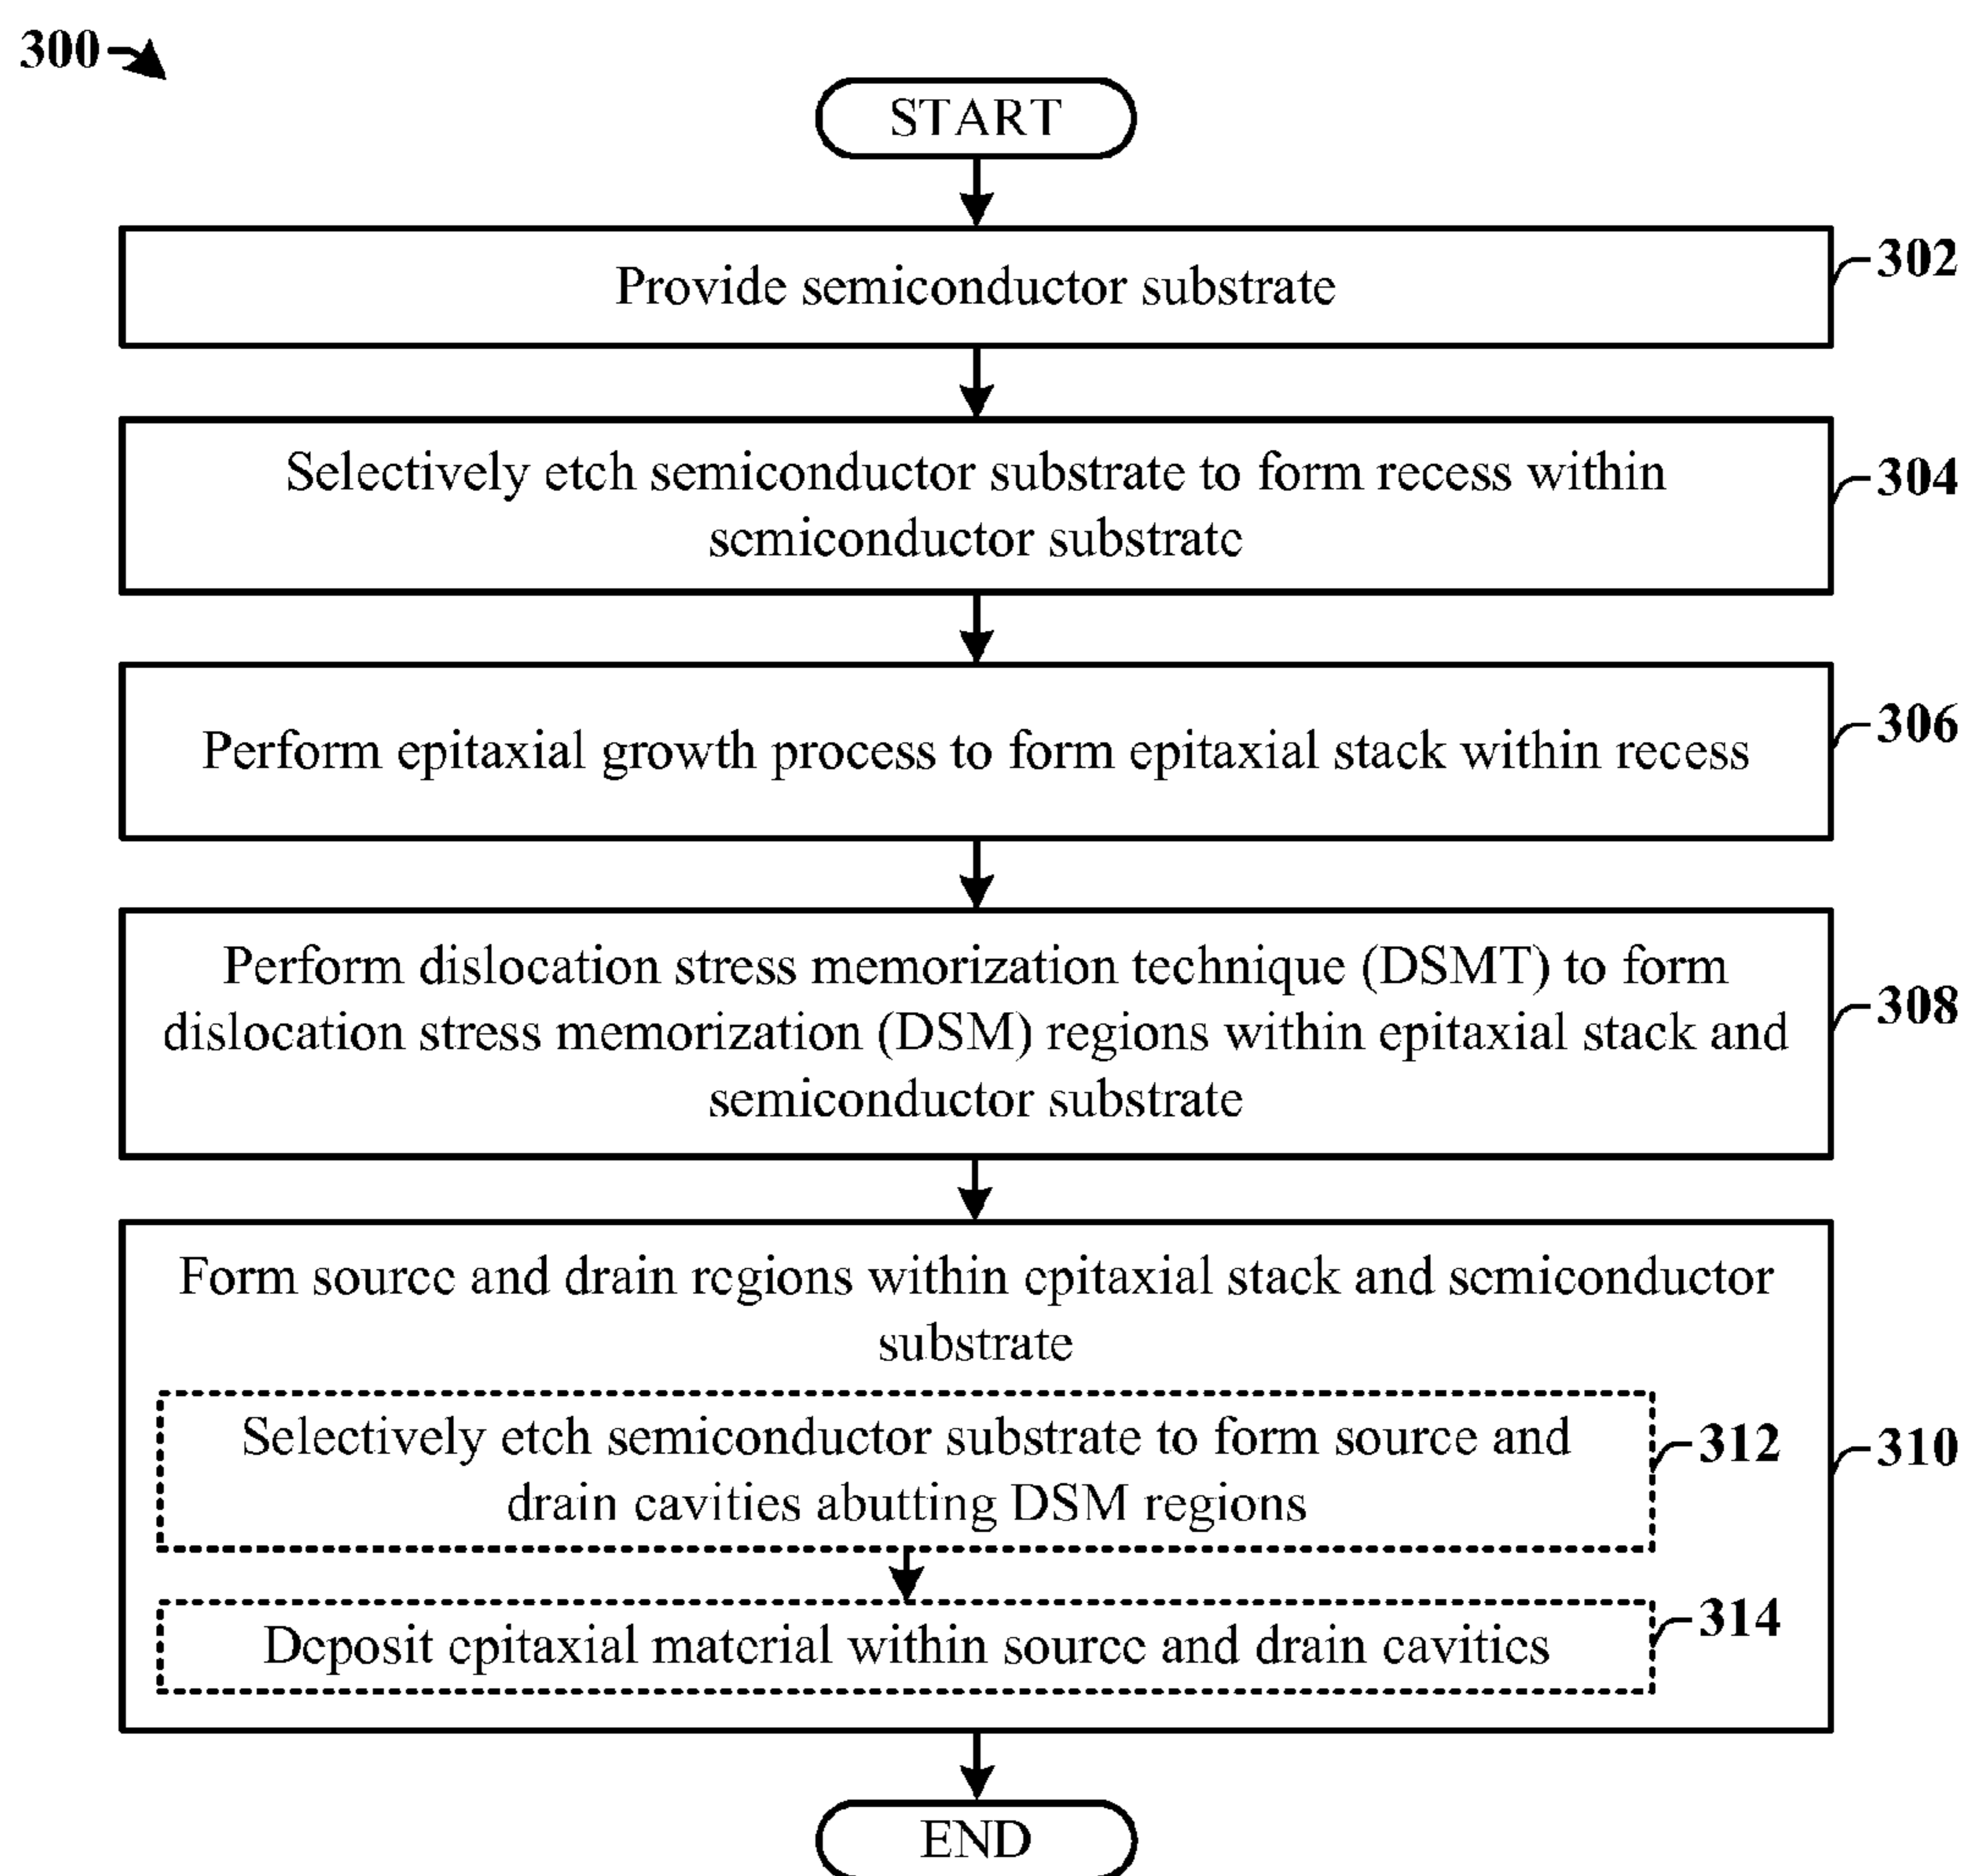 300
START
Provide semiconductor substrate
302
Selectively etch semiconductor substrate to form recess within
semiconductor substrate
304
Perform epitaxial growth process to form epitaxial stack within recess
306
Perform dislocation stress memorization technique (DSMT) to form
dislocation stress memorization (DSM) regions within epitaxial stack and
semiconductor substrate
308
Form source and drain regions within epitaxial stack and semiconductor
substrate
310
Selectively etch semiconductor substrate to form source and
drain cavities abutting DSM regions
312
Deposit epitaxial material within source and drain cavities
314
END